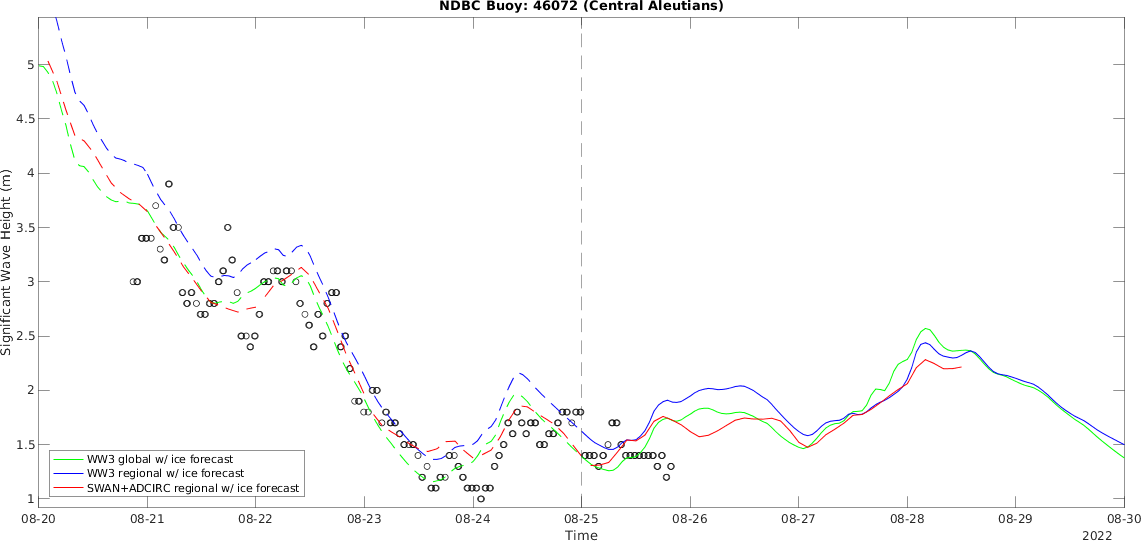 NDBC Buoy: 46072 (Central Aleutians)
Significant Wave Height (m)
5
4.5
4
3.5
3
2.5
2
1.5
1
WW3 global w/ ice forecast
WW3 regional w/ ice forecast
SWAN+ADCIRC regional w/ ice forecast
08-20 08-21 08-22 08-23 08-24 08-25 08-26 08-27 08-28 08-29 08-30
Time
2022